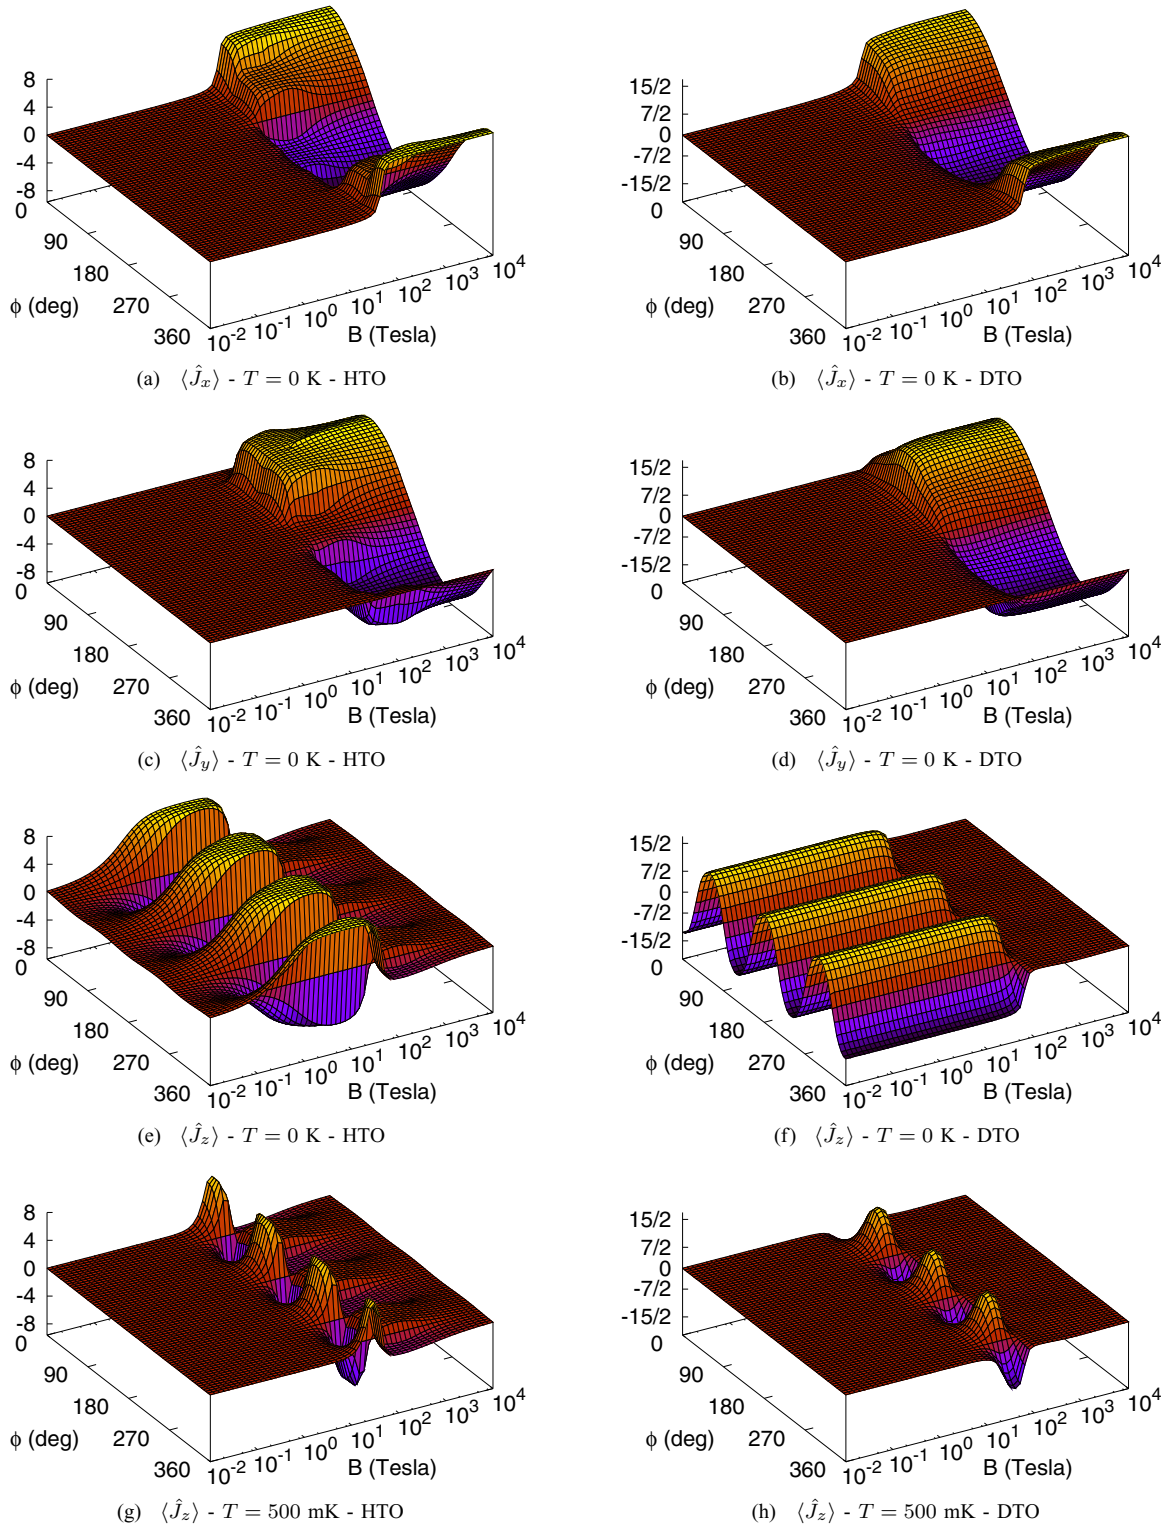 8
4
0
-4
-8
0
90
180
270
360
ϕ (deg)
10⁻² 10⁻¹ 10⁰ 10¹ 10² 10³ 10⁴
B (Tesla)
(a) ⟨Ĵx⟩ - T = 0 K - HTO
15/2
7/2
0
-7/2
-15/2
0
90
180
270
360
ϕ (deg)
10⁻² 10⁻¹ 10⁰ 10¹ 10² 10³ 10⁴
B (Tesla)
(b) ⟨Ĵx⟩ - T = 0 K - DTO
8
4
0
-4
-8
0
90
180
270
360
ϕ (deg)
10⁻² 10⁻¹ 10⁰ 10¹ 10² 10³ 10⁴
B (Tesla)
(c) ⟨Ĵy⟩ - T = 0 K - HTO
15/2
7/2
0
-7/2
-15/2
0
90
180
270
360
ϕ (deg)
10⁻² 10⁻¹ 10⁰ 10¹ 10² 10³ 10⁴
B (Tesla)
(d) ⟨Ĵy⟩ - T = 0 K - DTO
8
4
0
-4
-8
0
90
180
270
360
ϕ (deg)
10⁻² 10⁻¹ 10⁰ 10¹ 10² 10³ 10⁴
B (Tesla)
(e) ⟨Ĵz⟩ - T = 0 K - HTO
15/2
7/2
0
-7/2
-15/2
0
90
180
270
360
ϕ (deg)
10⁻² 10⁻¹ 10⁰ 10¹ 10² 10³ 10⁴
B (Tesla)
(f) ⟨Ĵz⟩ - T = 0 K - DTO
8
4
0
-4
-8
0
90
180
270
360
ϕ (deg)
10⁻² 10⁻¹ 10⁰ 10¹ 10² 10³ 10⁴
B (Tesla)
(g) ⟨Ĵz⟩ - T = 500 mK - HTO
15/2
7/2
0
-7/2
-15/2
0
90
180
270
360
ϕ (deg)
10⁻² 10⁻¹ 10⁰ 10¹ 10² 10³ 10⁴
B (Tesla)
(h) ⟨Ĵz⟩ - T = 500 mK - DTO